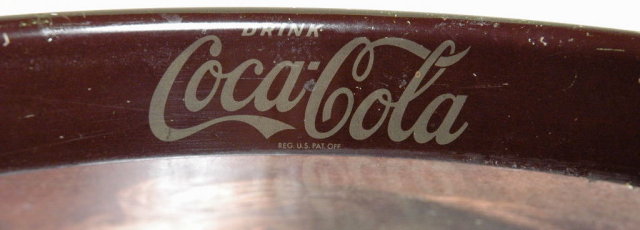 DRINK
Coca-Cola
REG. U.S. PAT. OFF.